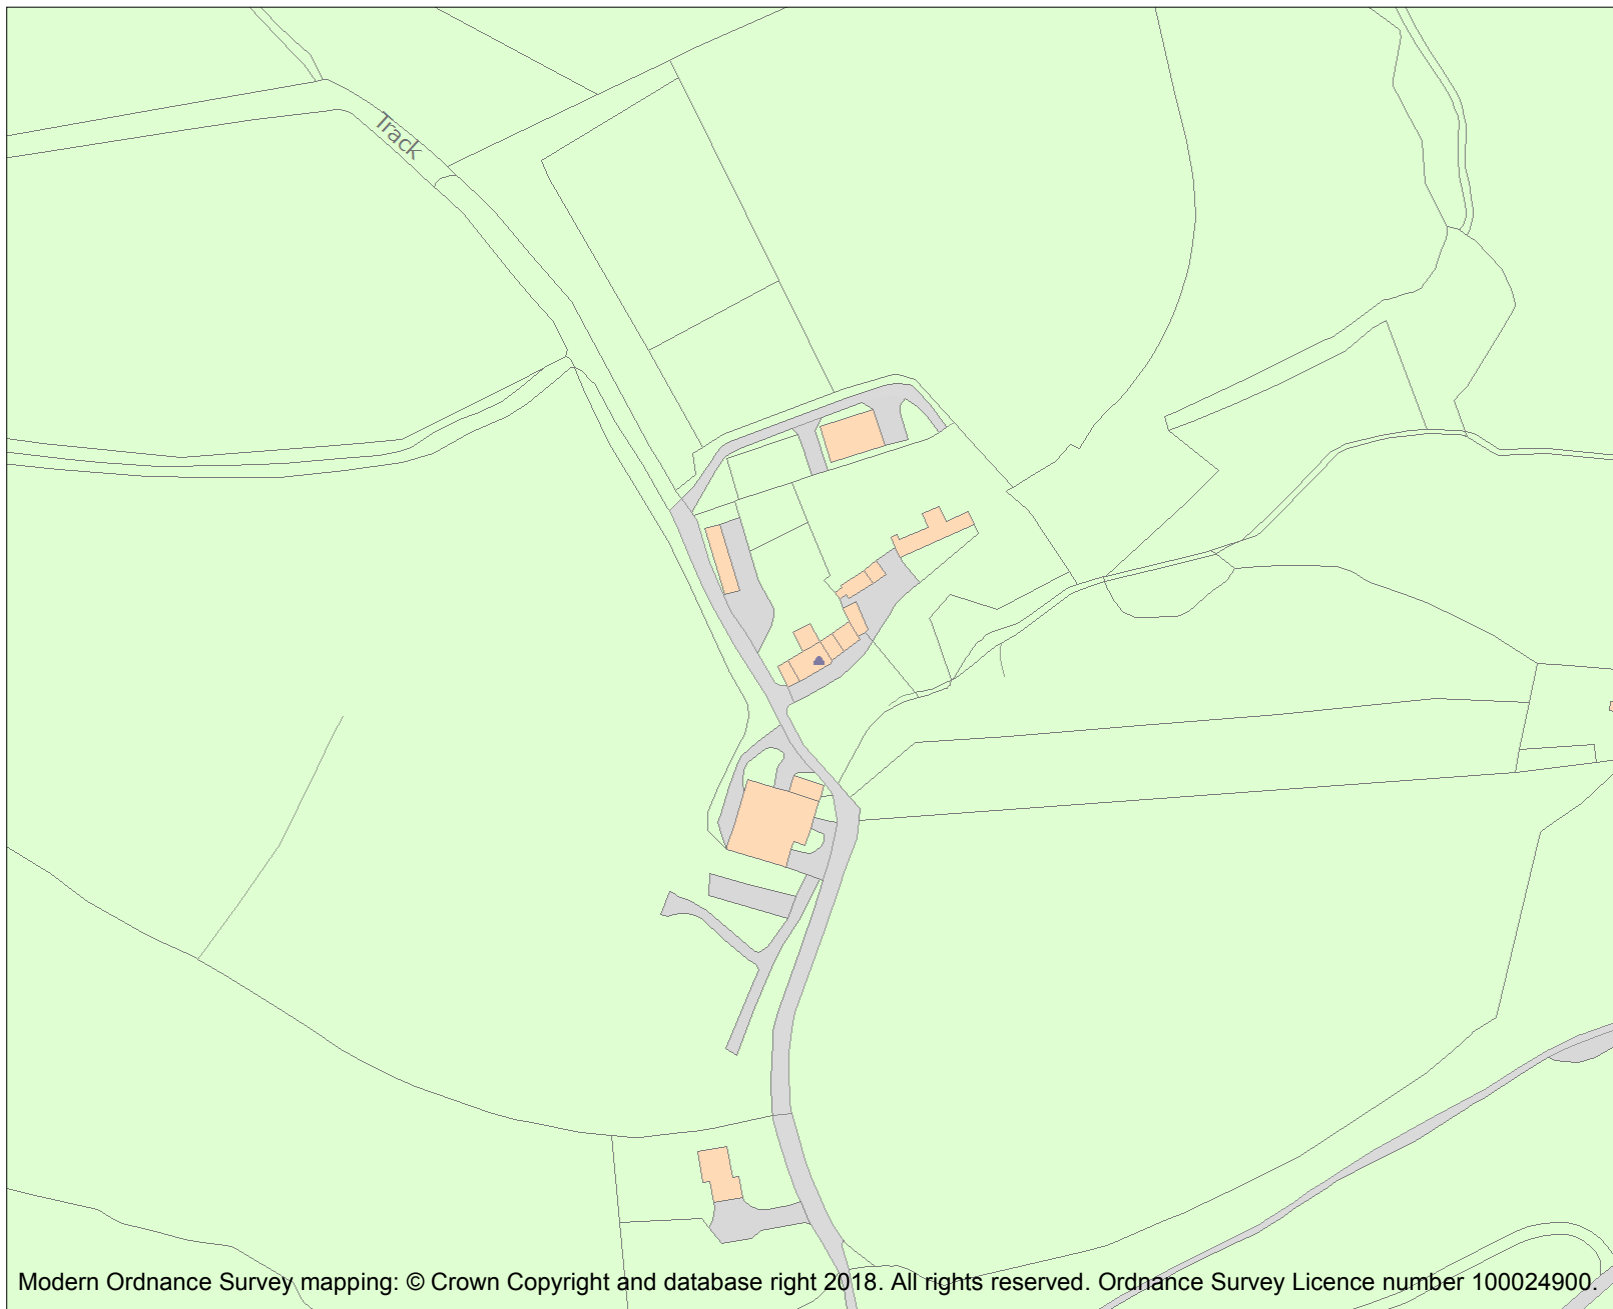 Track
Modern Ordnance Survey mapping: © Crown Copyright and database right 2018. All rights reserved. Ordnance Survey Licence number 100024900.